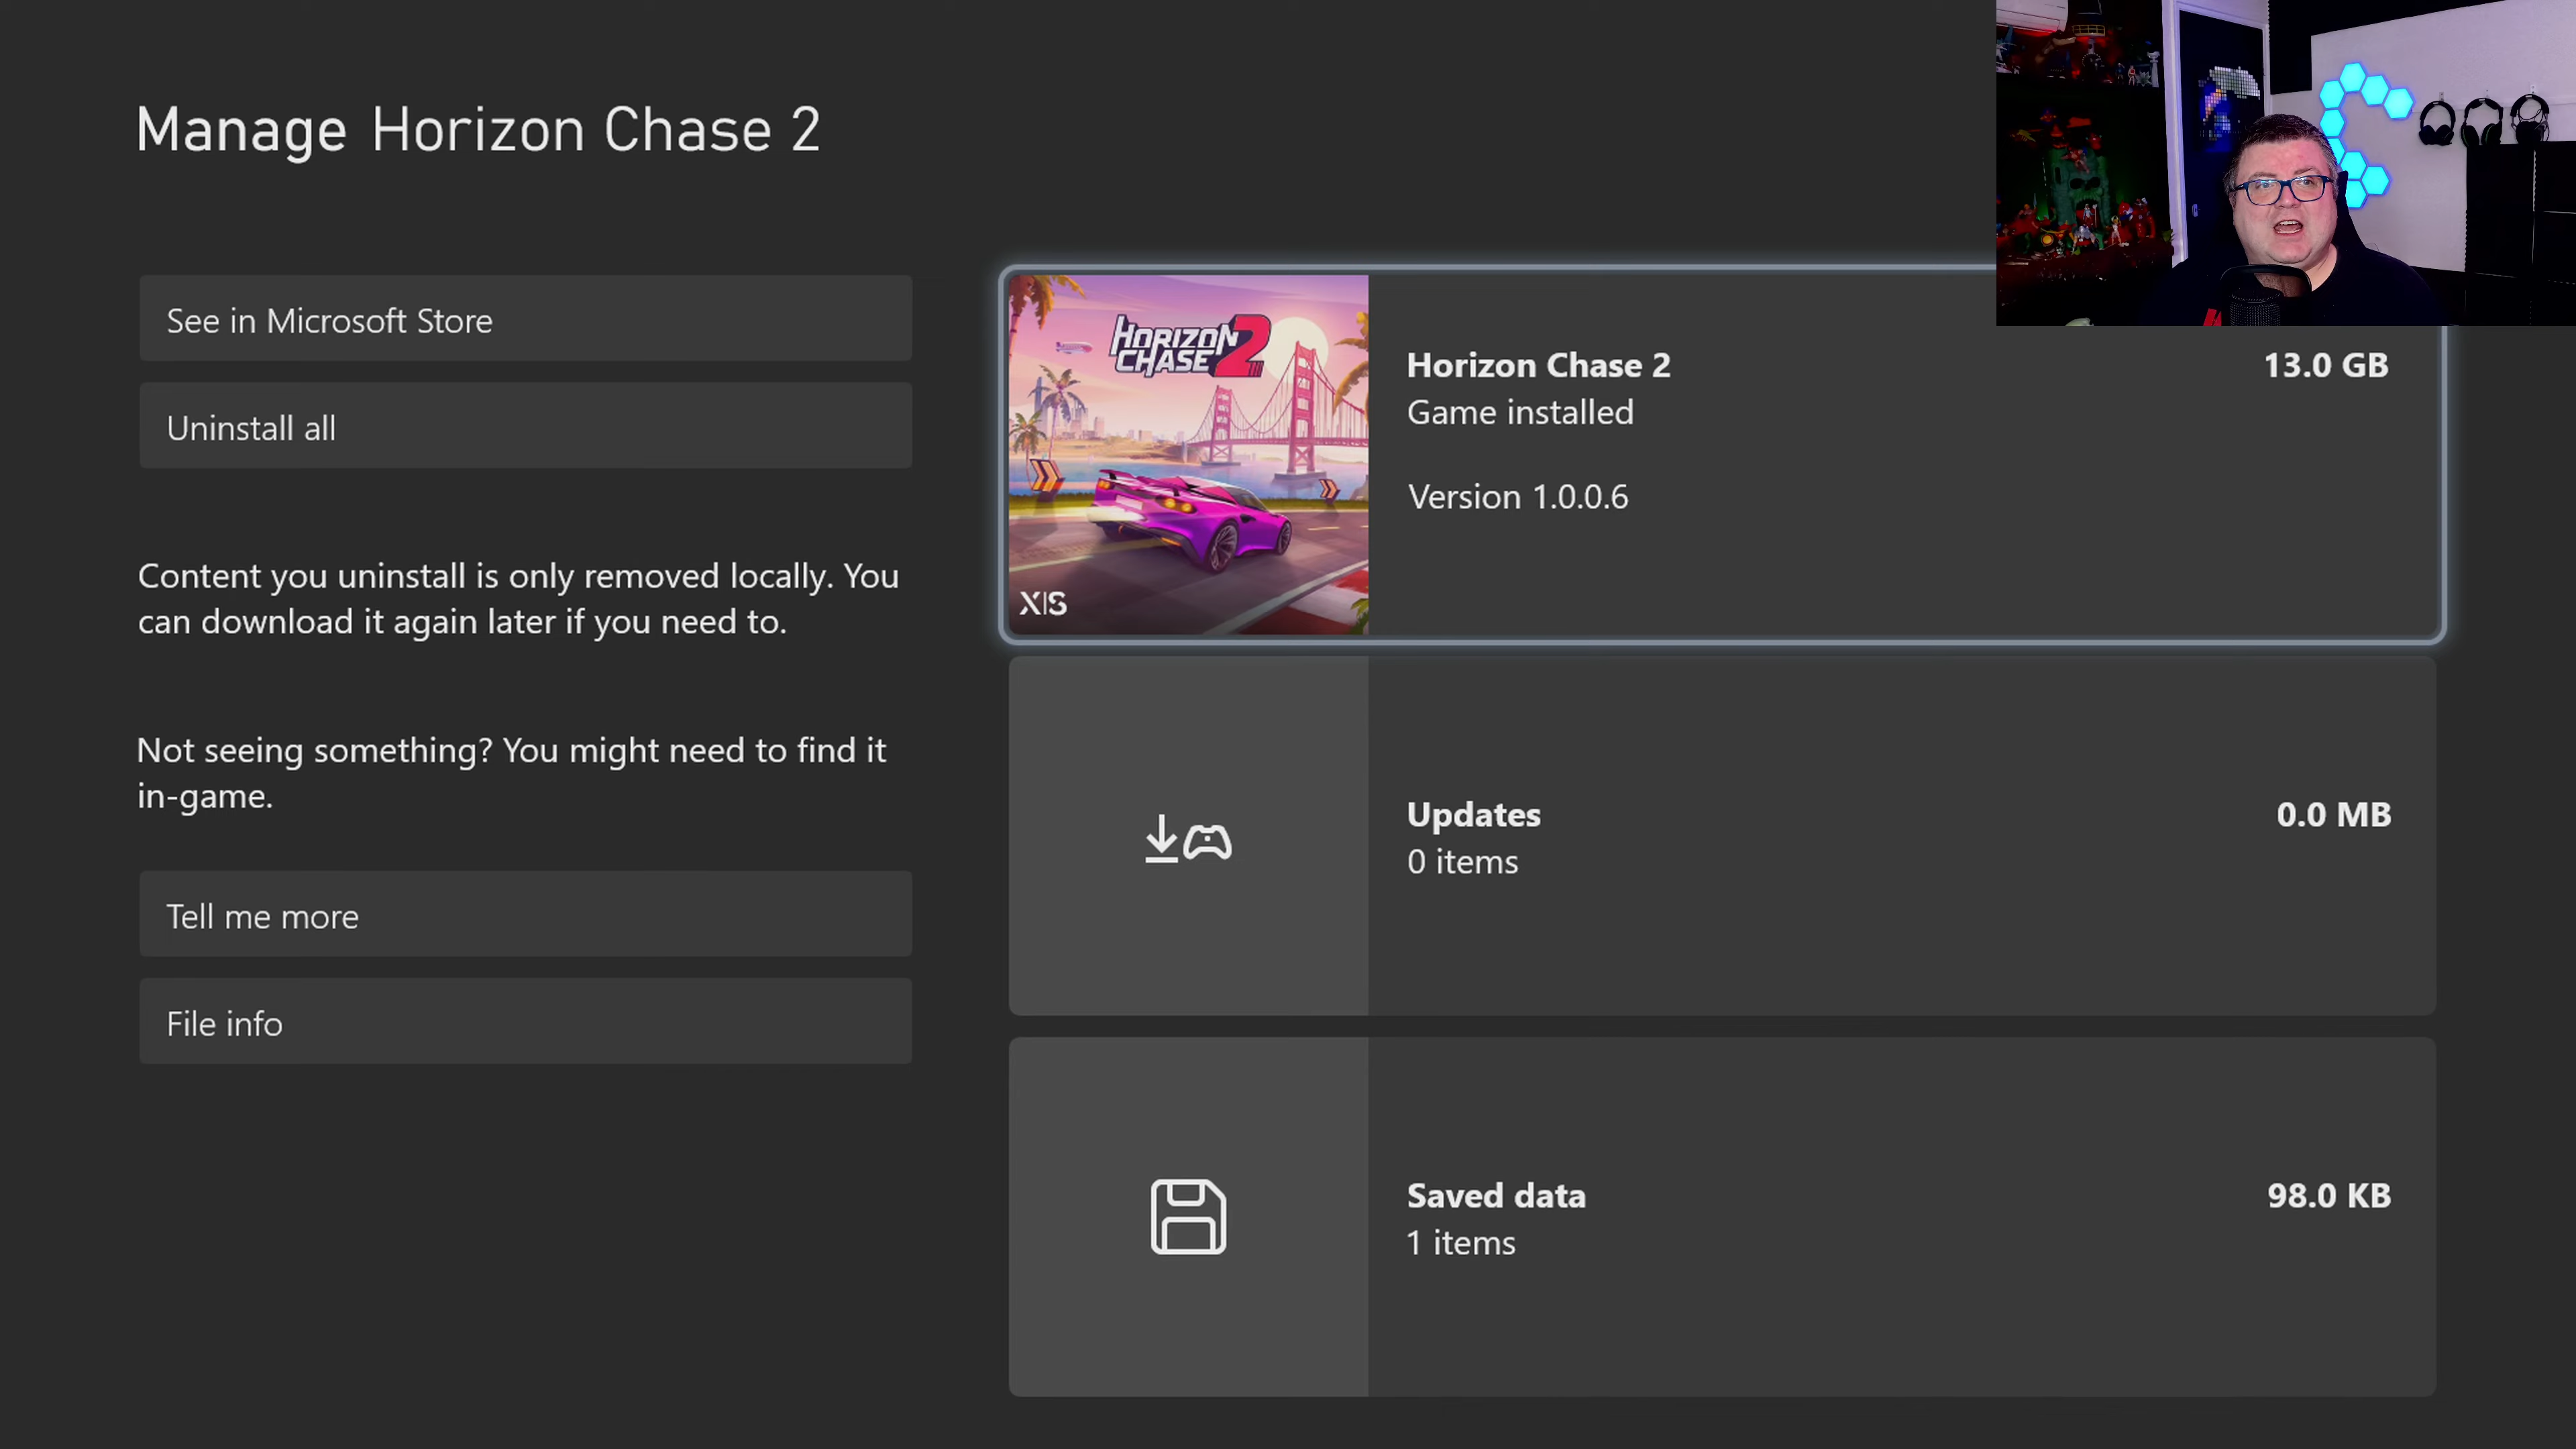 Manage Horizon Chase 2
See in Microsoft Store
Uninstall all
Content you uninstall is only removed locally. You
can download it again later if you need to.
Not seeing something? You might need to find it
in-game.
Tell me more
File info
HORIZON
CHASE 2
X|S
Horizon Chase 2
13.0 GB
Game installed
Version 1.0.0.6
Updates
0.0 MB
0 items
Saved data
98.0 KB
1 items